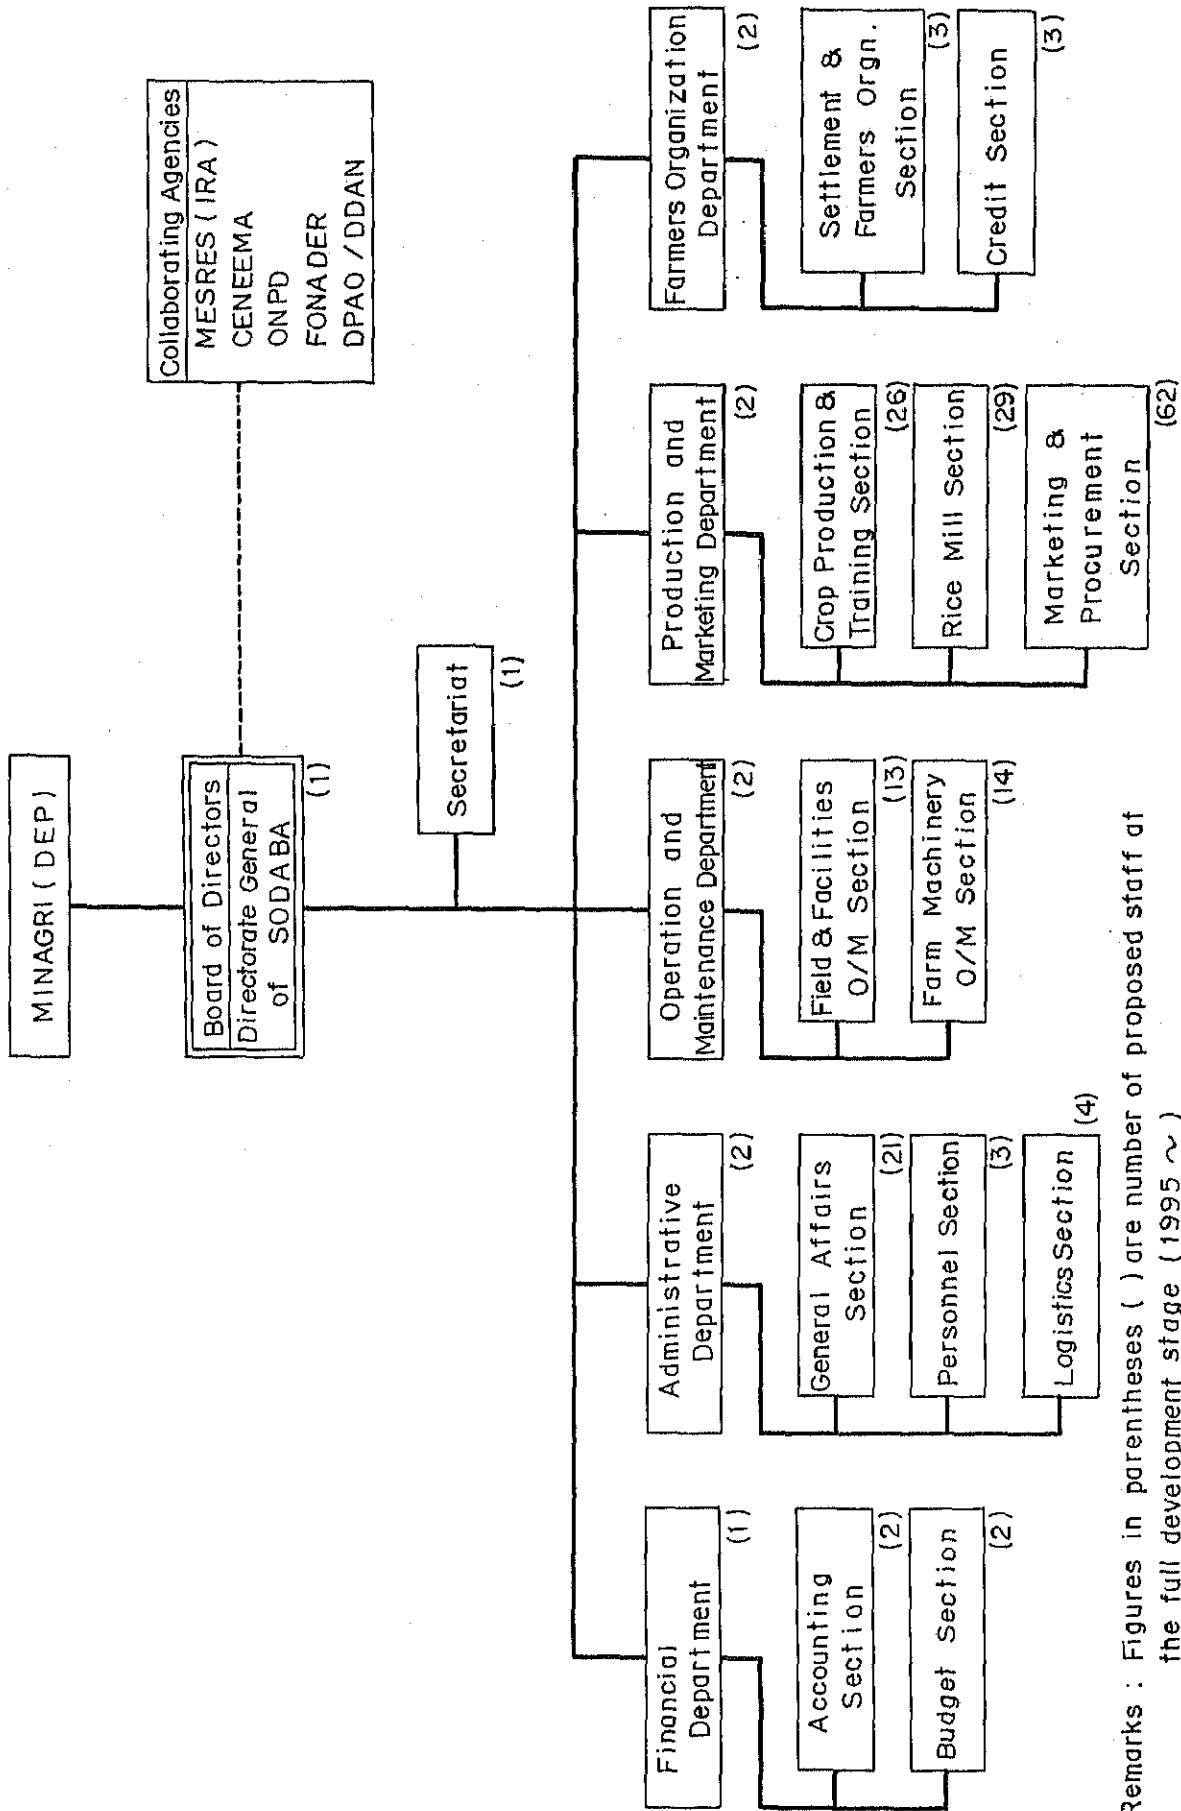 MINAGRI (DEP)
Board of Directors
Directorate General
of SODABA
(1)
Collaborating Agencies
MESRES (IRA)
CENEEMA
ONPD
FONADER
DPAO / DDAN
Secretariat
(1)
Financial
Department
(1)
Accounting
Section
(2)
Budget Section
(2)
Administrative
Department
(2)
General Affairs
Section
(21)
Personnel Section
(3)
Logistics Section
(4)
Operation and
Maintenance Department
(2)
Field & Facilities
O/M Section
(13)
Farm Machinery
O/M Section
(14)
Production and
Marketing Department
(2)
Crop Production &
Training Section
(26)
Rice Mill Section
(29)
Marketing &
Procurement
Section
(62)
Farmers Organization
Department
(2)
Settlement &
Farmers Orgn.
Section
(3)
Credit Section
(3)
Remarks : Figures in parentheses ( ) are number of proposed staff at
the full development stage (1995 ~ )